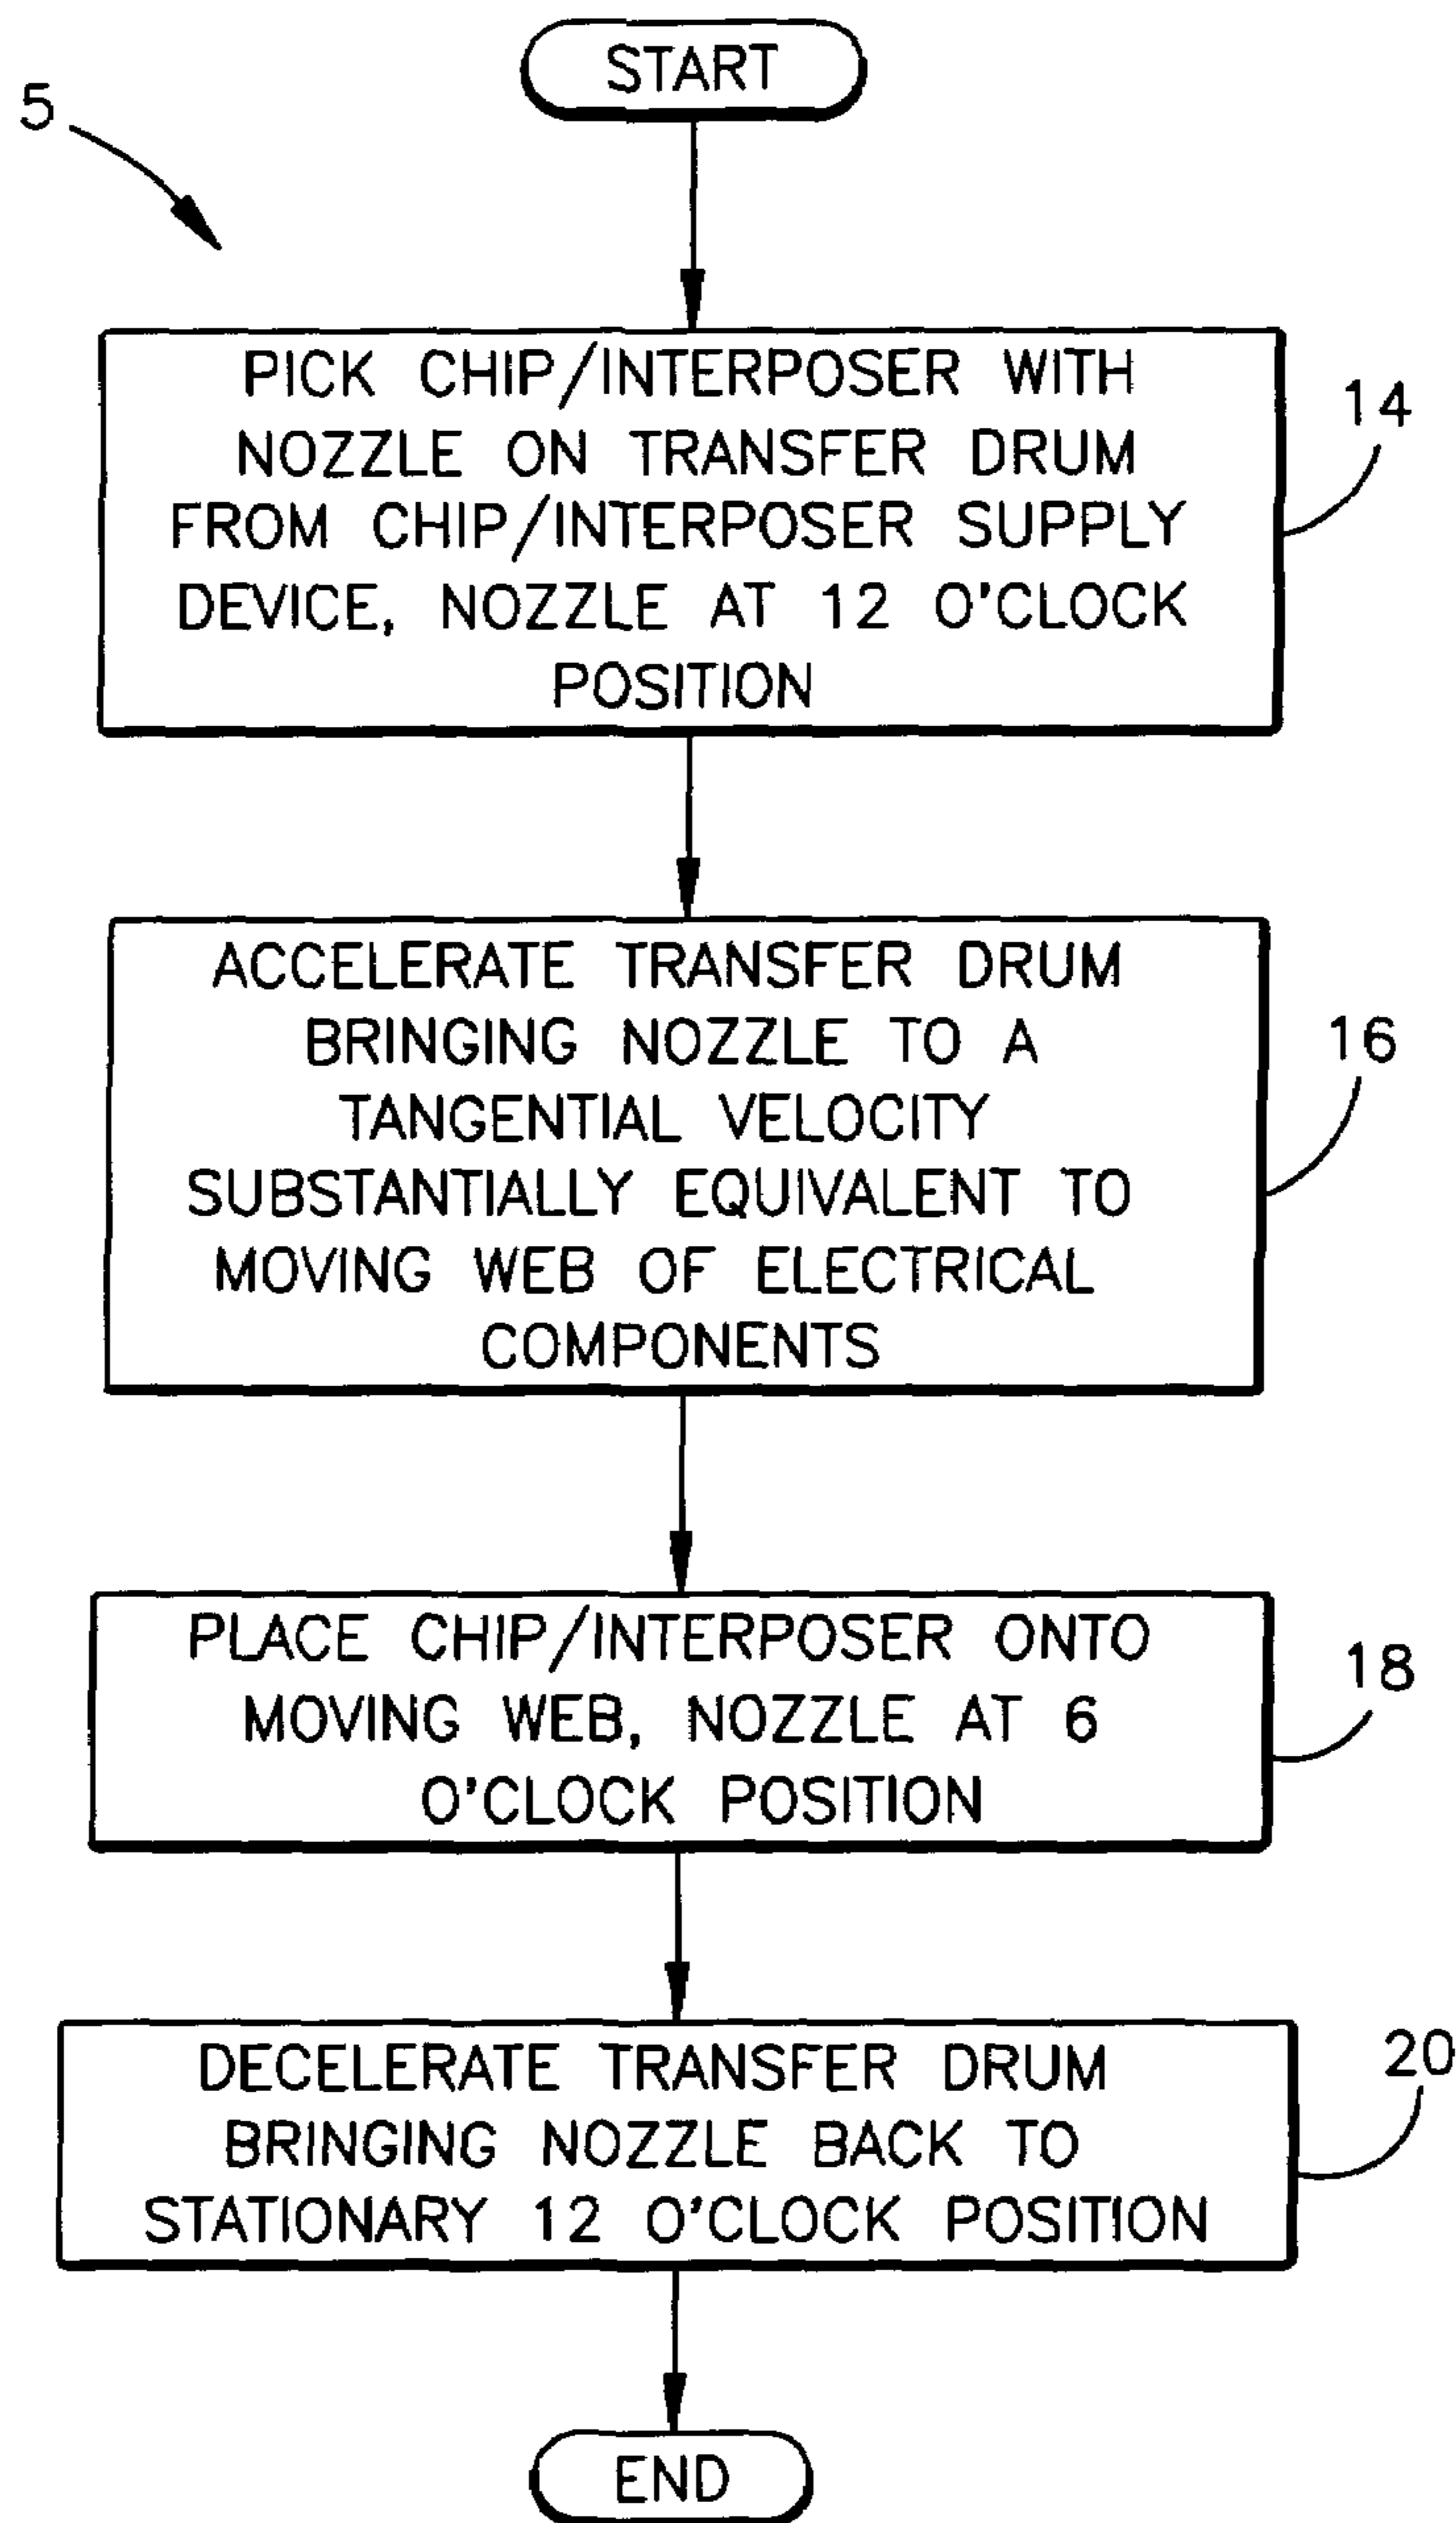 START
5
PICK CHIP/INTERPOSER WITH
NOZZLE ON TRANSFER DRUM
FROM CHIP/INTERPOSER SUPPLY
DEVICE, NOZZLE AT 12 O'CLOCK
POSITION
14
ACCELERATE TRANSFER DRUM
BRINGING NOZZLE TO A
TANGENTIAL VELOCITY
SUBSTANTIALLY EQUIVALENT TO
MOVING WEB OF ELECTRICAL
COMPONENTS
16
PLACE CHIP/INTERPOSER ONTO
MOVING WEB, NOZZLE AT 6
O'CLOCK POSITION
18
DECELERATE TRANSFER DRUM
BRINGING NOZZLE BACK TO
STATIONARY 12 O'CLOCK POSITION
20
END